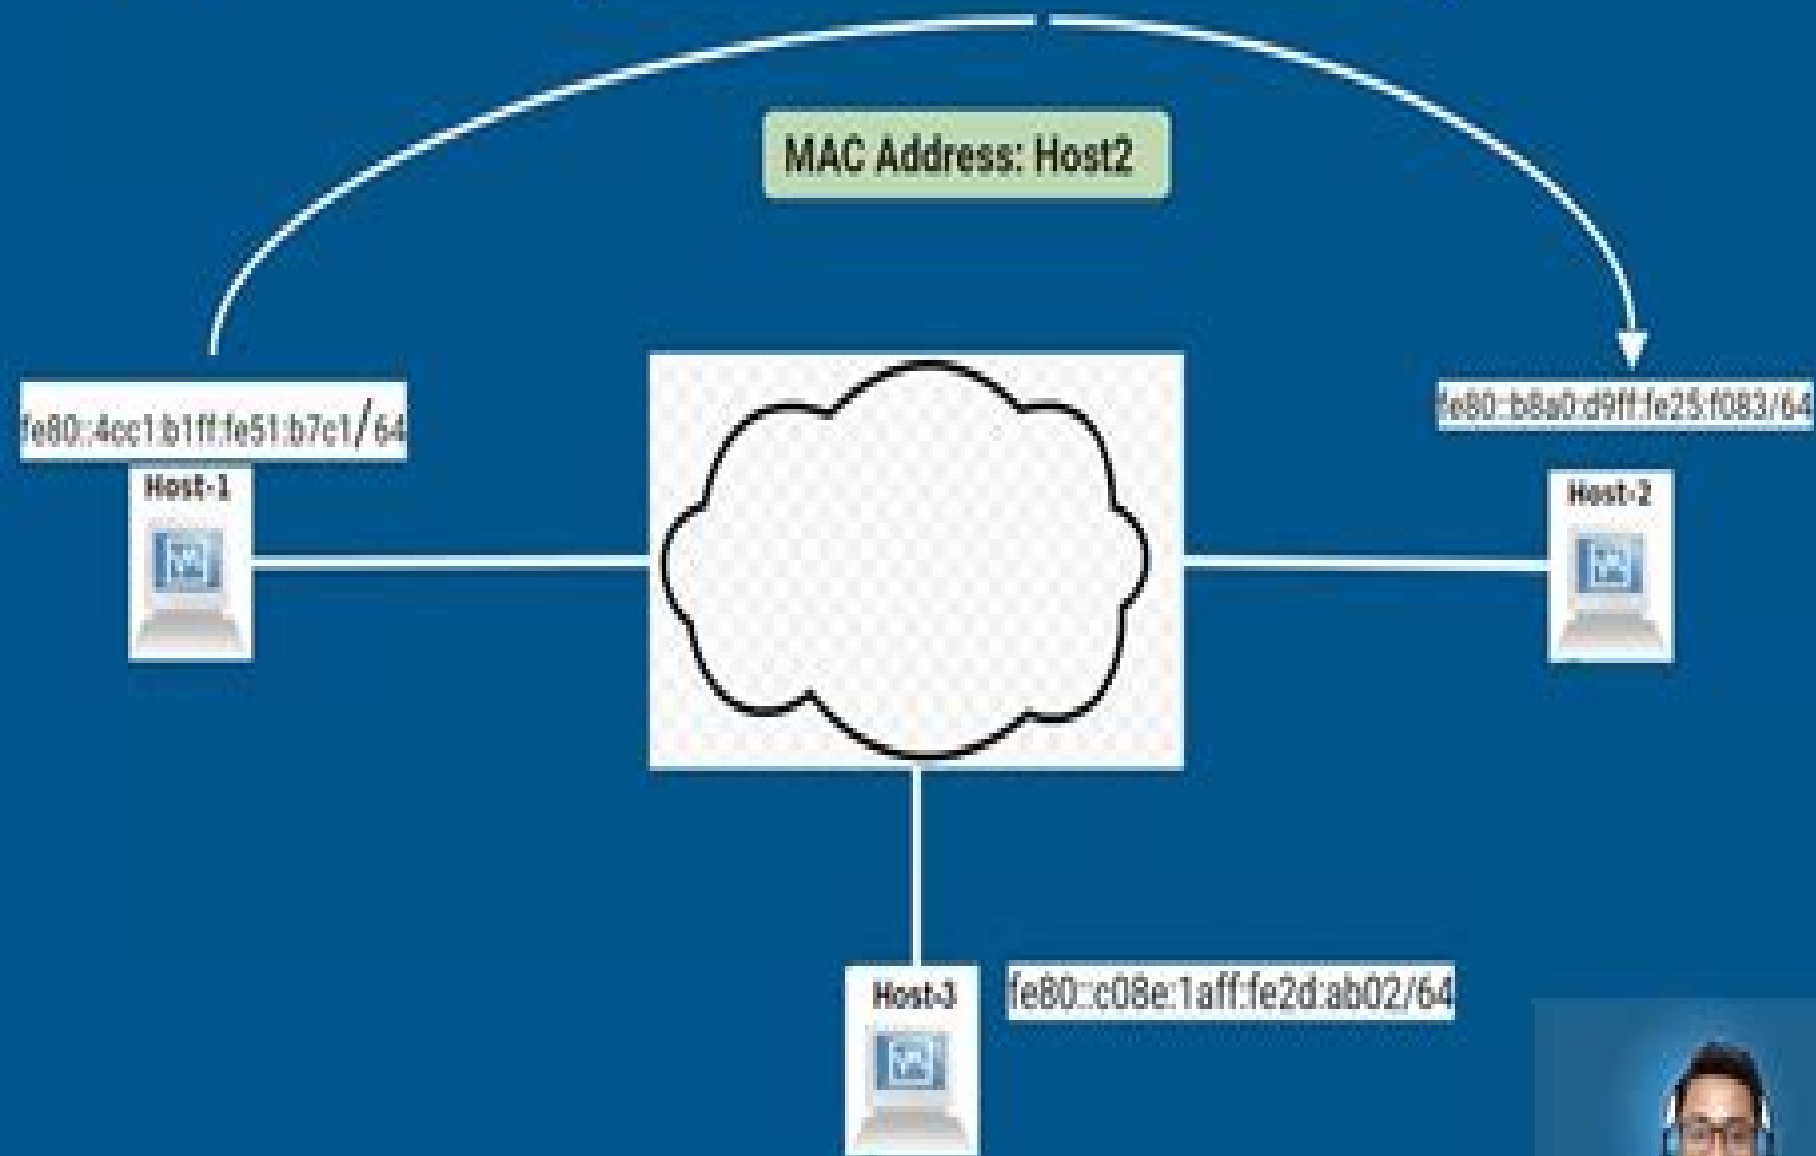 MAC Address: Host2
fe80::4cc1:b1ff:fe51:b7c1/64
fe80::b8a0:d9ff:fe25:f083/64
Host-1
Host-2
Host-3
fe80::c08e:1aff:fe2d:ab02/64